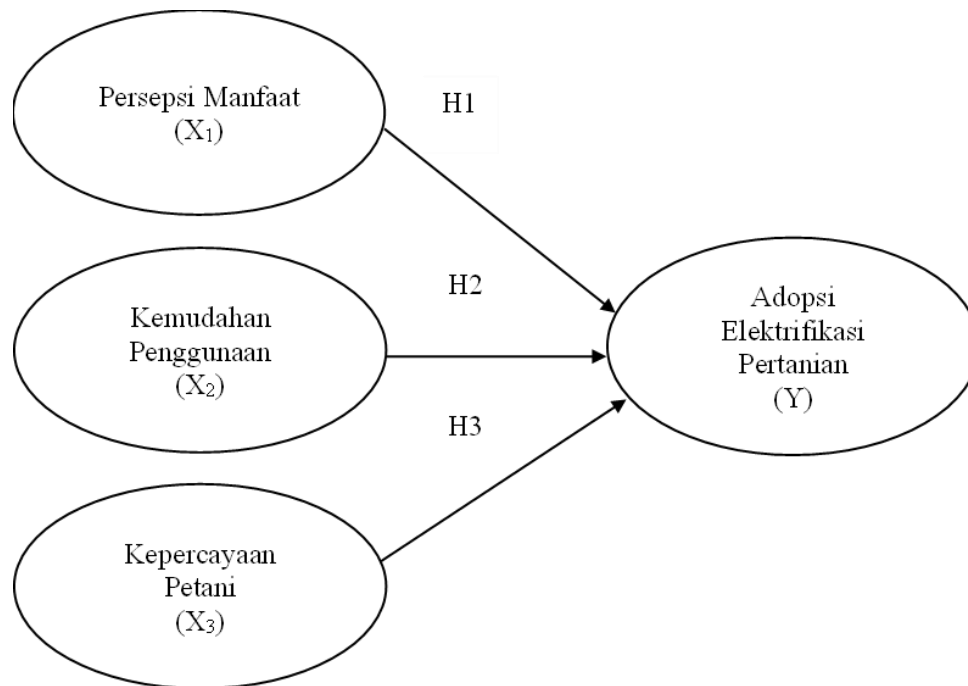 Persepsi Manfaat
(X₁)
H1
Kemudahan
Penggunaan
(X₂)
H2
Kepercayaan
Petani
(X₃)
H3
Adopsi
Elektrifikasi
Pertanian
(Y)